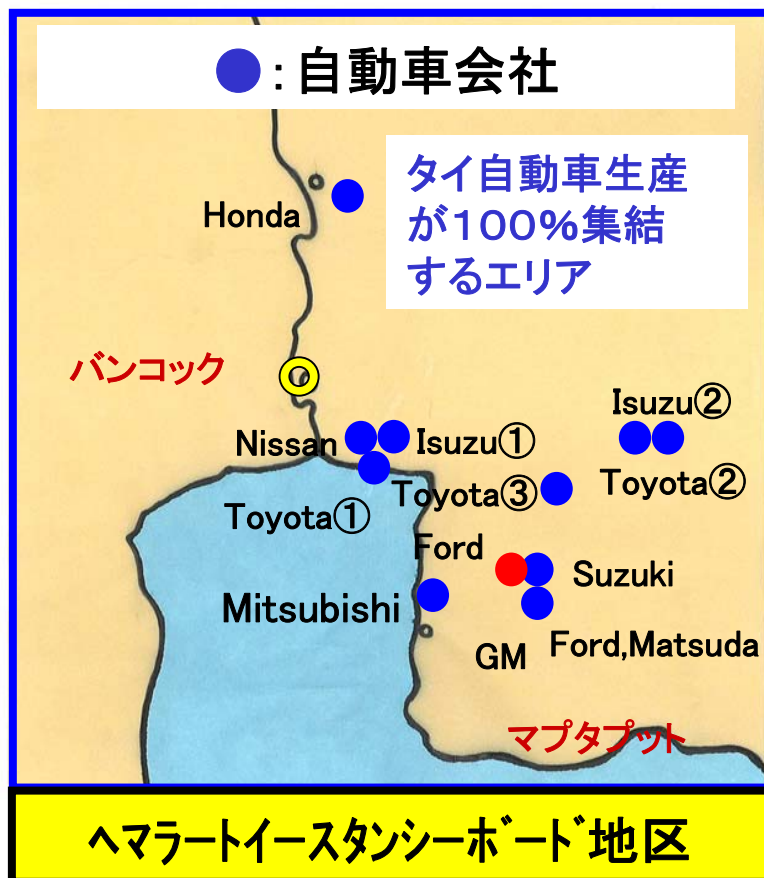 ：自動車会社
タイ自動車生産
が１００％集結
するエリア
Honda
バンコック
Isuzu②
Nissan
Isuzu①
Toyota②
Toyota③
Toyota①
Ford
Suzuki
Mitsubishi
Ford,Matsuda
GM
マプタプット
ヘマラートイースタンシーボード地区